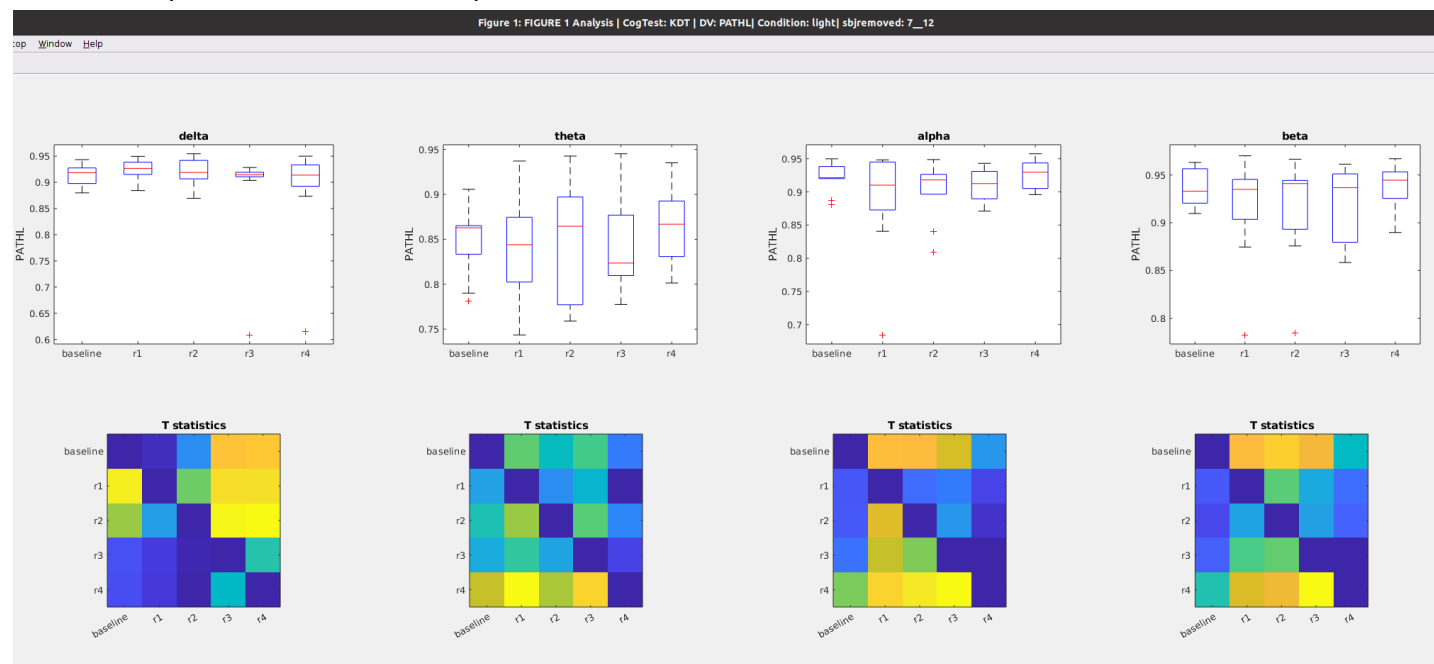 Figure 1: FIGURE 1 Analysis | CogTest: KDT | DV: PATHL| Condition: light| sbjremoved: 7__12
Window Help
delta
theta
alpha
beta
PATHL
0.95
0.9
0.85
0.8
0.75
0.7
0.65
0.6
baseline r1 r2 r3 r4
PATHL
0.95
0.9
0.85
0.8
0.75
baseline r1 r2 r3 r4
PATHL
0.95
0.9
0.85
0.8
0.75
0.7
baseline r1 r2 r3 r4
PATHL
0.95
0.9
0.85
0.8
baseline r1 r2 r3 r4
T statistics
baseline
r1
r2
r3
r4
baseline r1 r2 r3 r4
T statistics
baseline
r1
r2
r3
r4
baseline r1 r2 r3 r4
T statistics
baseline
r1
r2
r3
r4
baseline r1 r2 r3 r4
T statistics
baseline
r1
r2
r3
r4
baseline r1 r2 r3 r4